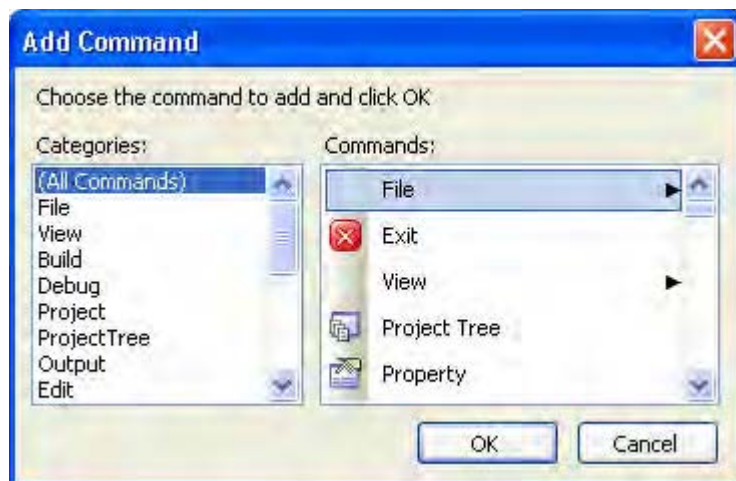 Add Command
Choose the command to add and click OK
Categories:
(All Commands)
File
View
Build
Debug
Project
ProjectTree
Output
Edit
Commands:
File
Exit
View
Project Tree
Property
OK
Cancel